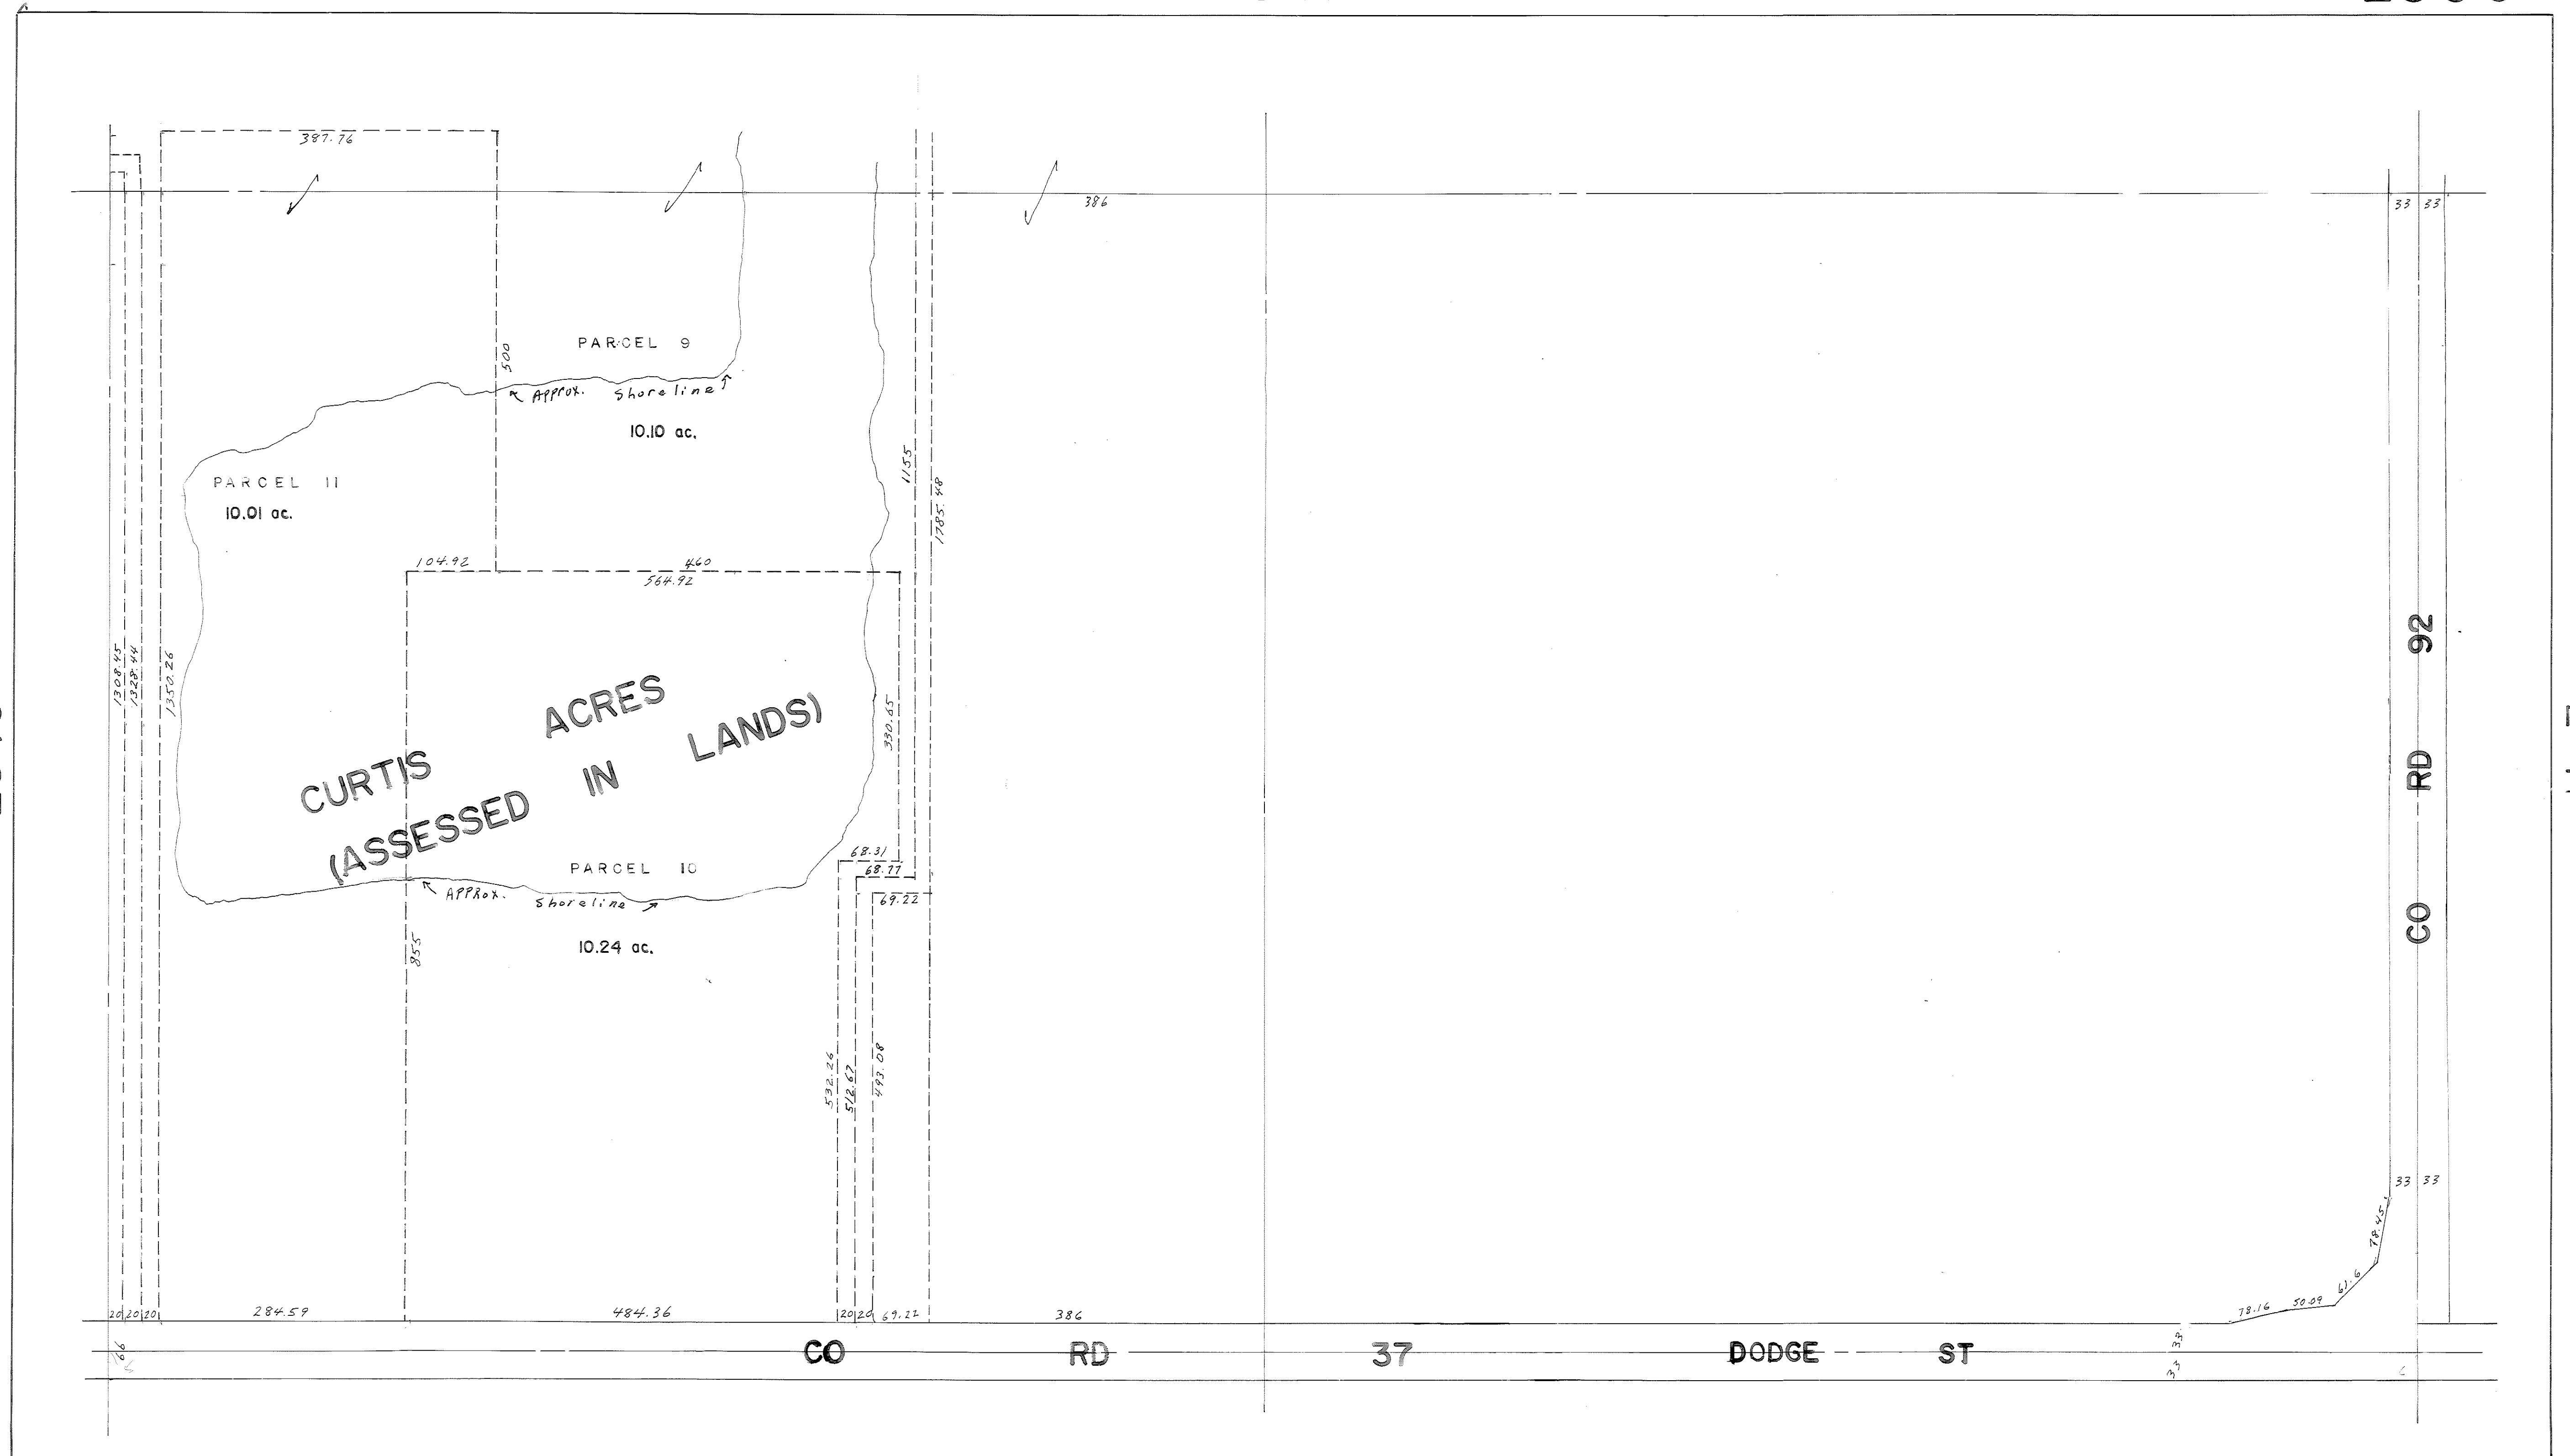 387.76
386
33 33
PARCEL 9
500
APPROX. Shoreline
10.10 ac.
PARCEL 11
10.01 ac.
1155
1785.48
104.92
460
564.92
1308.45
1328.44
1350.26
330.65
CURTIS ACRES
(ASSESSED IN LANDS)
CO RD 92
68.31
68.77
69.22
PARCEL 10
APPROX. Shoreline
10.24 ac.
855
532.26
512.67
493.08
33 33
78.45
61.6
50.09
78.16
20 20 20 284.59 484.36 20 20 69.22 386
66
CO RD 37 DODGE ST
33
33